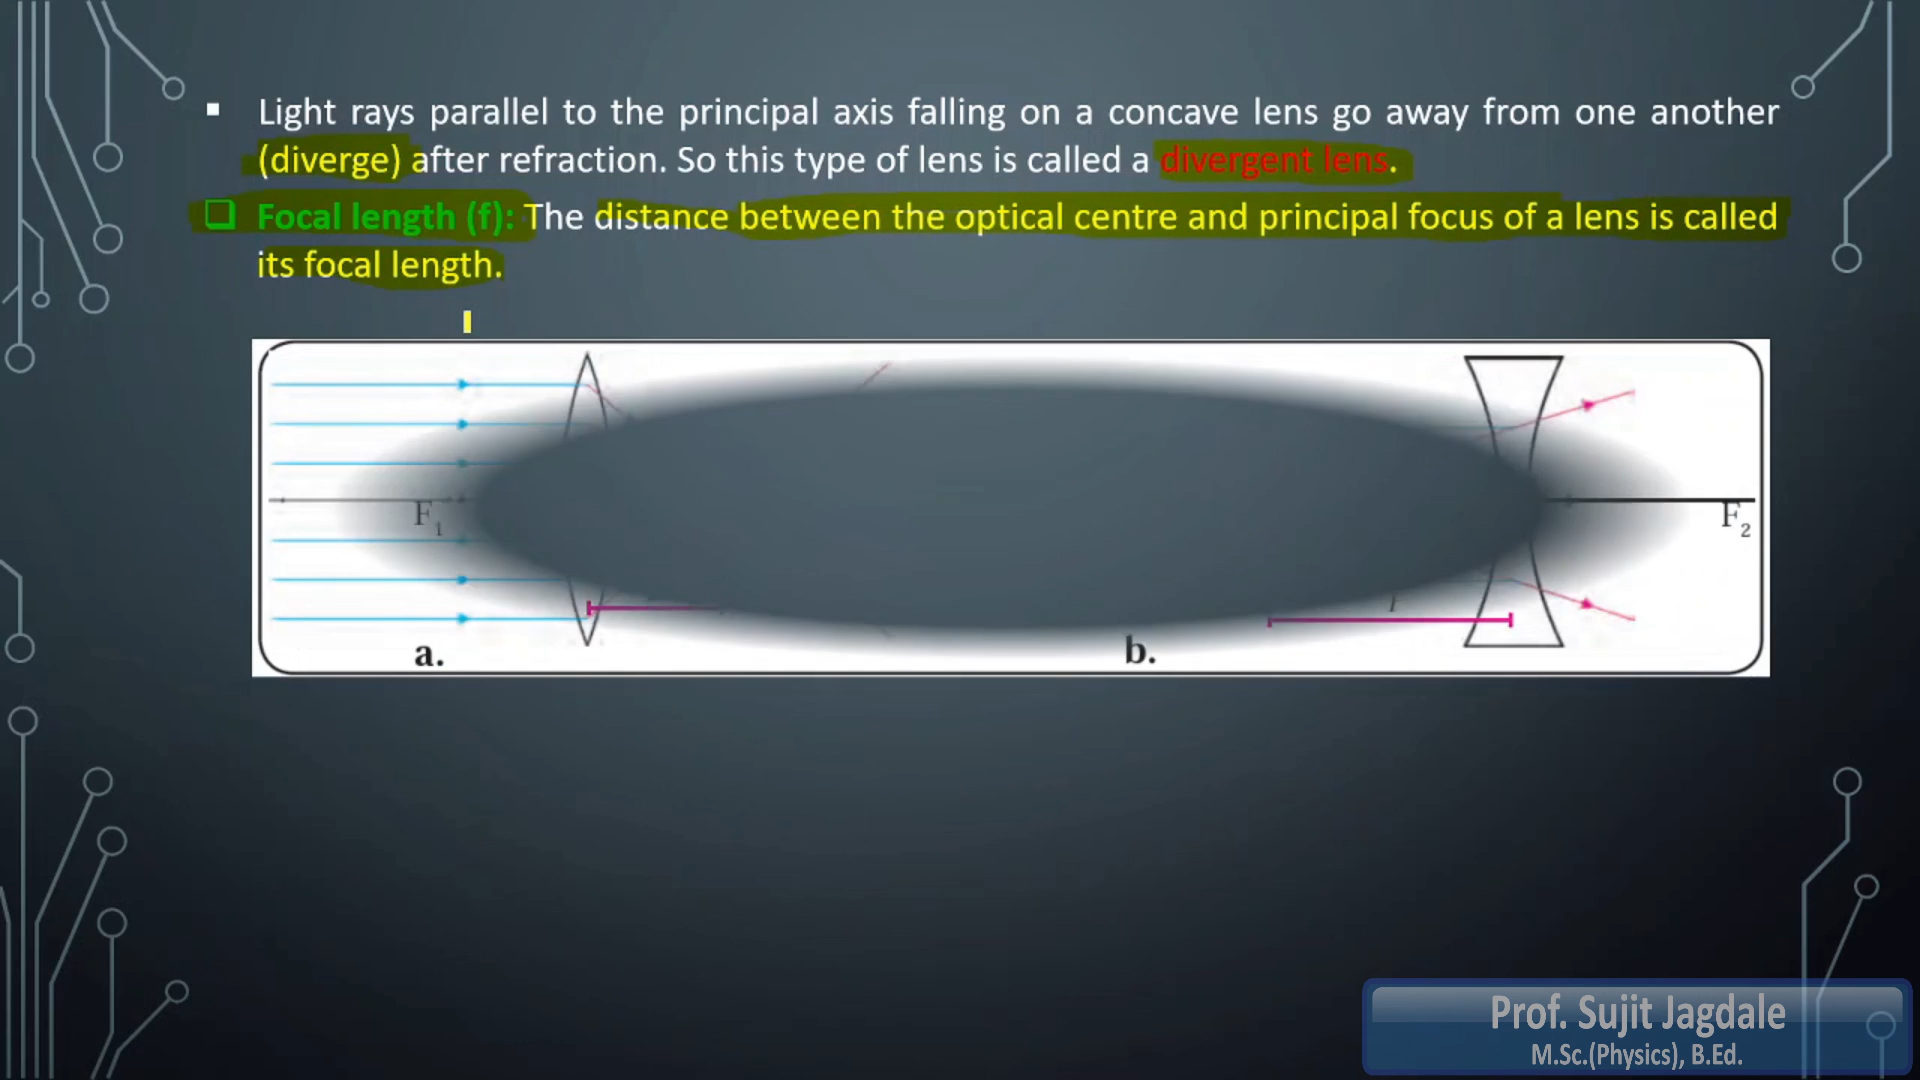 ▪ Light rays parallel to the principal axis falling on a concave lens go away from one another
(diverge) after refraction. So this type of lens is called a divergent lens.
❑ Focal length (f): The distance between the optical centre and principal focus of a lens is called
its focal length.
F₁
F₂
a.
b.
Prof. Sujit Jagdale
M.Sc.(Physics), B.Ed.